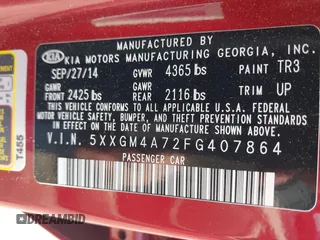 MANUFACTURED BY
KIA KIA MOTORS MANUFACTURING GEORGIA, INC.
SEP/27/14 GVWR 4365 lbs PAINT TR3
GAWR FRONT 2425 lbs GAWR REAR 2116 lbs TRIM UP
THIS VEHICLE CONFORMS TO ALL APPLICABLE FEDERAL
MOTOR VEHICLE SAFETY, BUMPER, AND THEFT PREVENTION
STANDARDS IN EFFECT ON THE DATE OF MANUFACTURE SHOWN ABOVE.
V.I.N. 5XXGM4A72FG407864
PASSENGER CAR
T455
DREAMBID